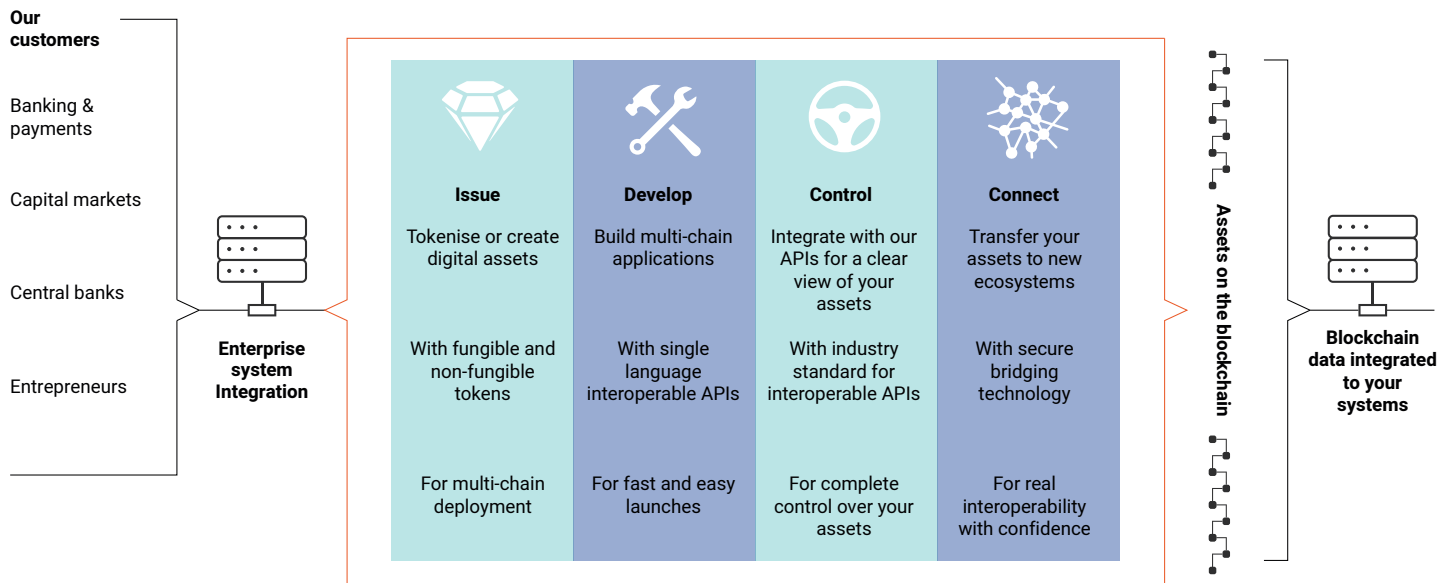 Our
customers
Banking &
payments
Capital markets
Central banks
Entrepreneurs
Enterprise
system
Integration
Issue
Tokenise or create
digital assets
With fungible and
non-fungible
tokens
For multi-chain
deployment
Develop
Build multi-chain
applications
With single
language
interoperable APIs
For fast and easy
launches
Control
Integrate with our
APIs for a clear
view of your
assets
With industry
standard for
interoperable APIs
For complete
control over your
assets
Connect
Transfer your
assets to new
ecosystems
With secure
bridging
technology
For real
interoperability
with confidence
Assets on the blockchain
Blockchain
data integrated
to your
systems